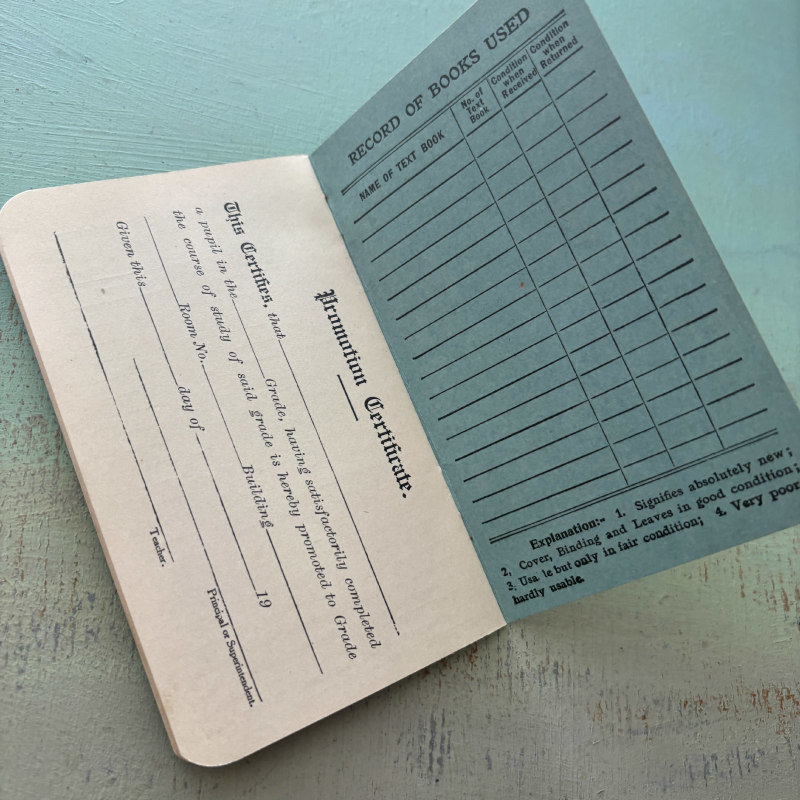 Promotion Certificate.
This Certifies, that
a pupil in the Grade, having satisfactorily completed
the course of study of said grade is hereby promoted to Grade
Room No. Building
Given this day of 19
Teacher.
Principal or Superintendent.
RECORD OF BOOKS USED
NAME OF TEXT BOOK
No. of
Text
Book
Condition
when
Received
Condition
when
Returned
Explanation:- 1. Signifies absolutely new;
2. Cover, Binding and Leaves in good condition;
3. Usa le but only in fair condition; 4. Very poor
hardly usable.